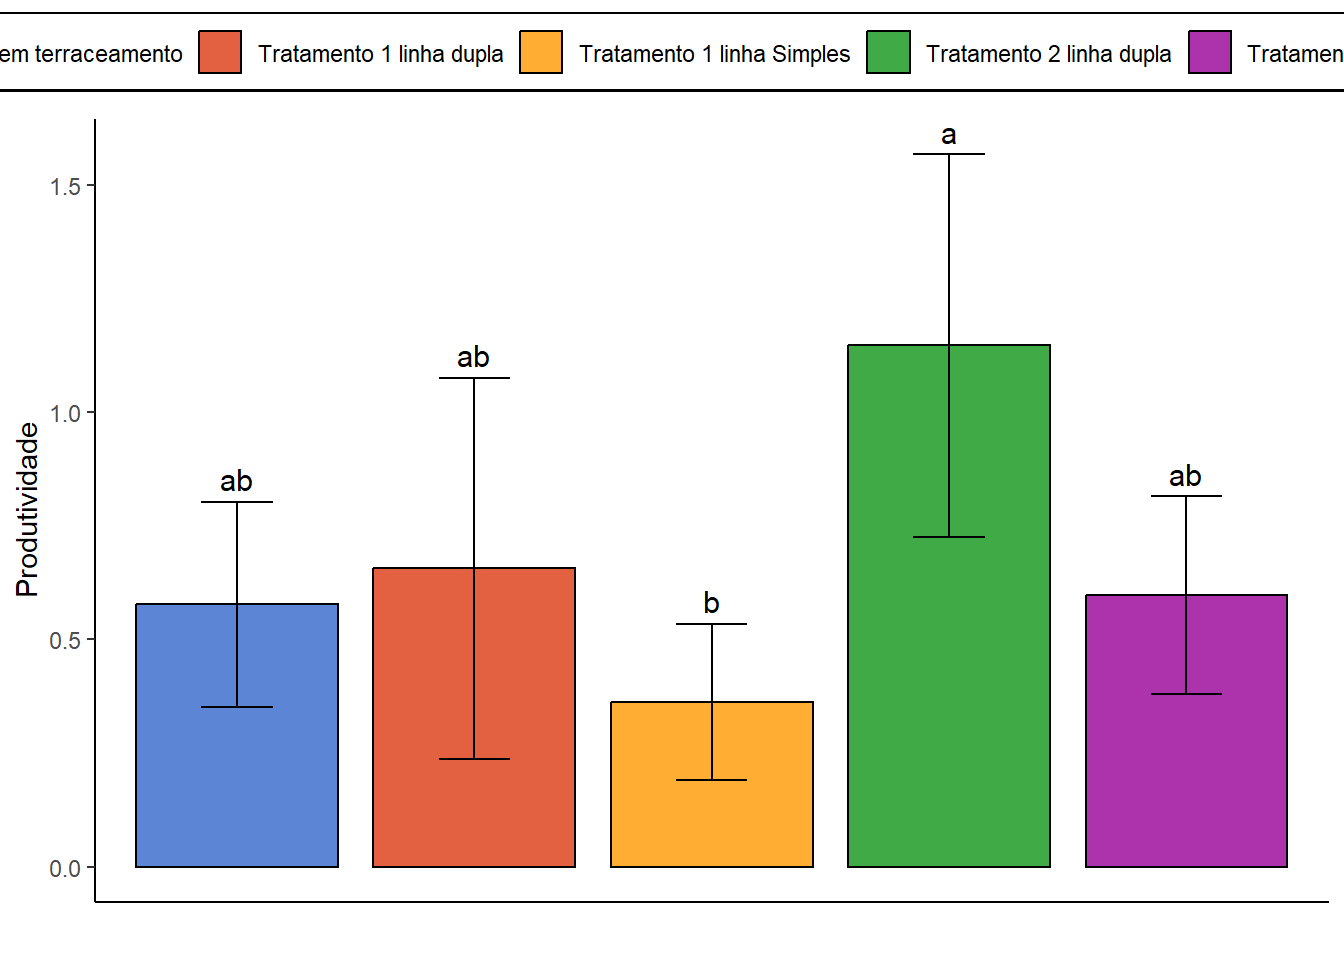 em terraceamento Tratamento 1 linha dupla Tratamento 1 linha Simples Tratamento 2 linha dupla Tratamen
a
1.5
ab
1.0
ab
ab
Produtividade
b
0.5
0.0